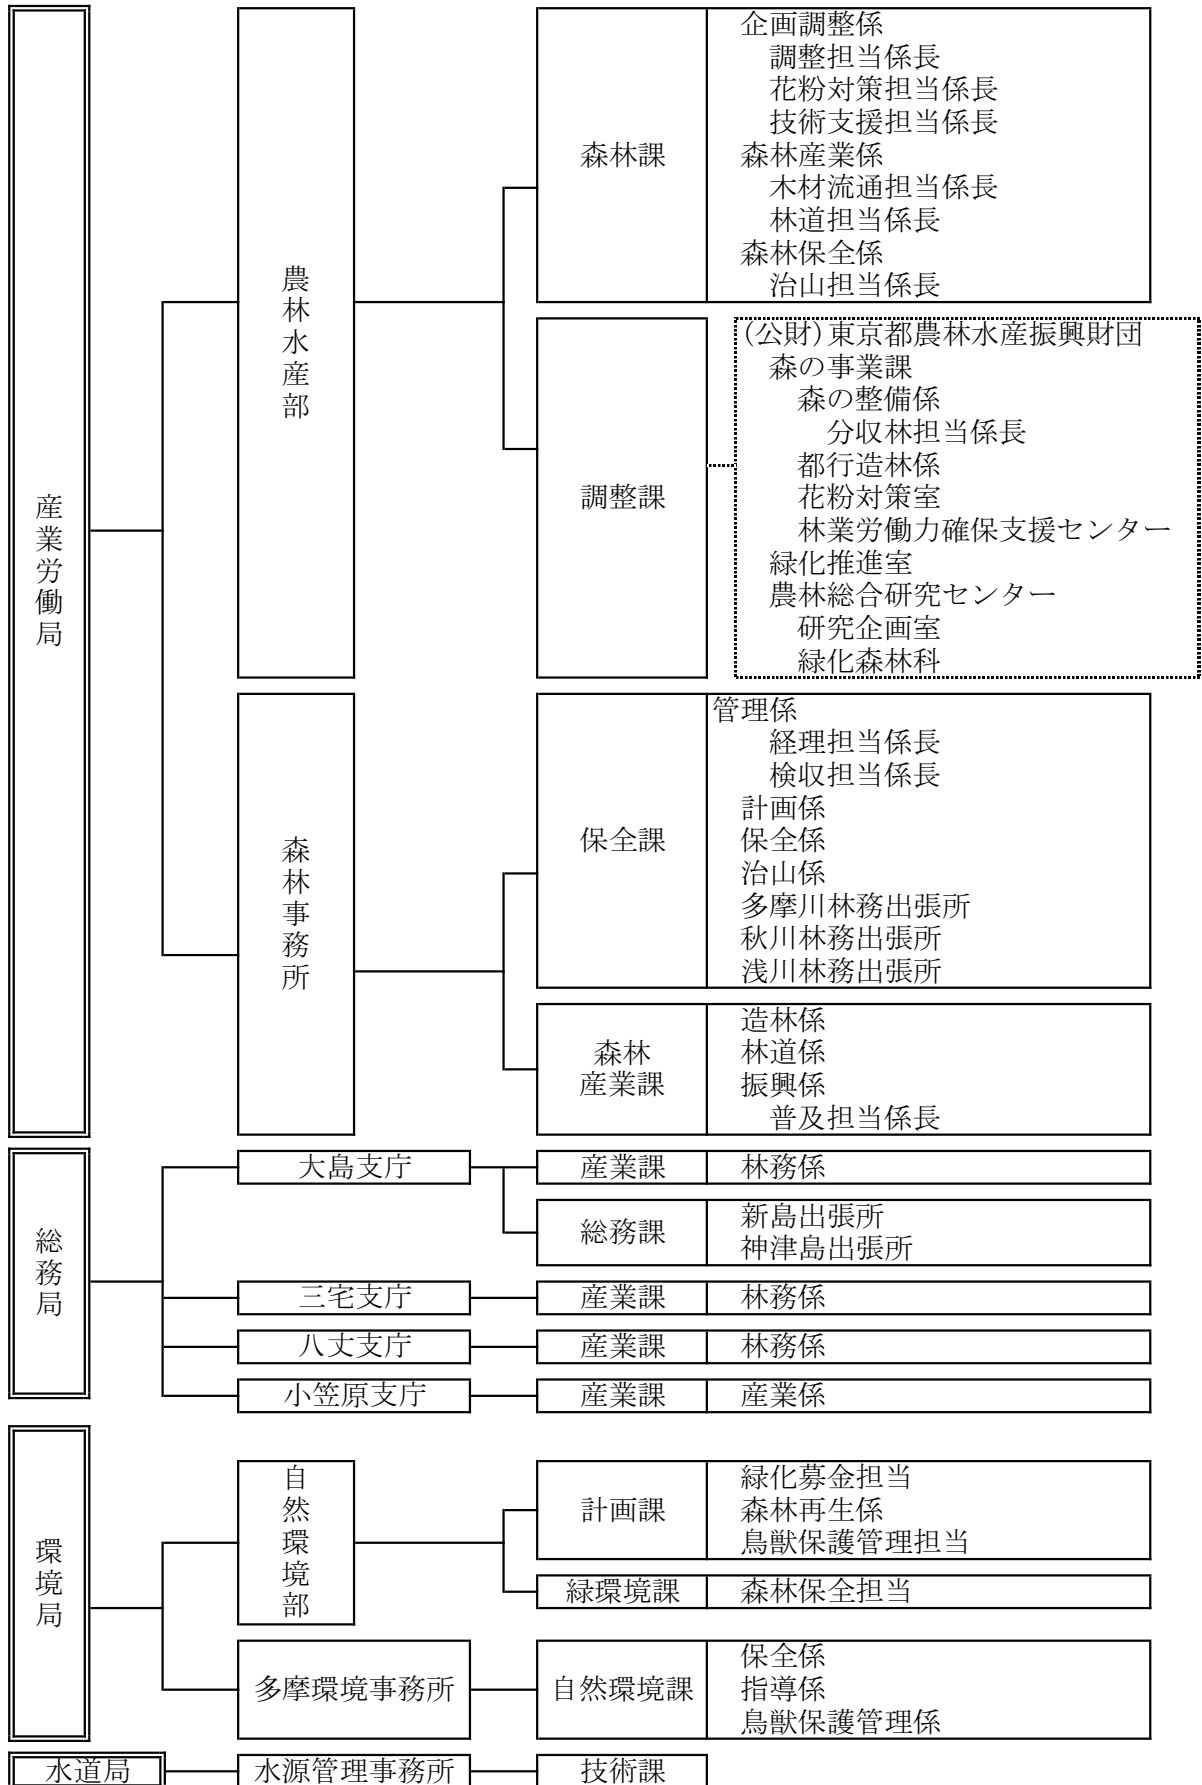 産業労働局
農林水産部
森林課
企画調整係
調整担当係長
花粉対策担当係長
技術支援担当係長
森林産業係
木材流通担当係長
林道担当係長
森林保全係
治山担当係長
調整課
(公財)東京都農林水産振興財団
森の事業課
森の整備係
分収林担当係長
都行造林係
花粉対策室
林業労働力確保支援センター
緑化推進室
農林総合研究センター
研究企画室
緑化森林科
森林事務所
保全課
管理係
経理担当係長
検収担当係長
計画係
保全係
治山係
多摩川林務出張所
秋川林務出張所
浅川林務出張所
森林
産業課
造林係
林道係
振興係
普及担当係長
総務局
大島支庁
産業課
林務係
総務課
新島出張所
神津島出張所
三宅支庁
産業課
林務係
八丈支庁
産業課
林務係
小笠原支庁
産業課
産業係
環境局
自然環境部
計画課
緑化募金担当
森林再生係
鳥獣保護管理担当
緑環境課
森林保全担当
多摩環境事務所
自然環境課
保全係
指導係
鳥獣保護管理係
水道局
水源管理事務所
技術課